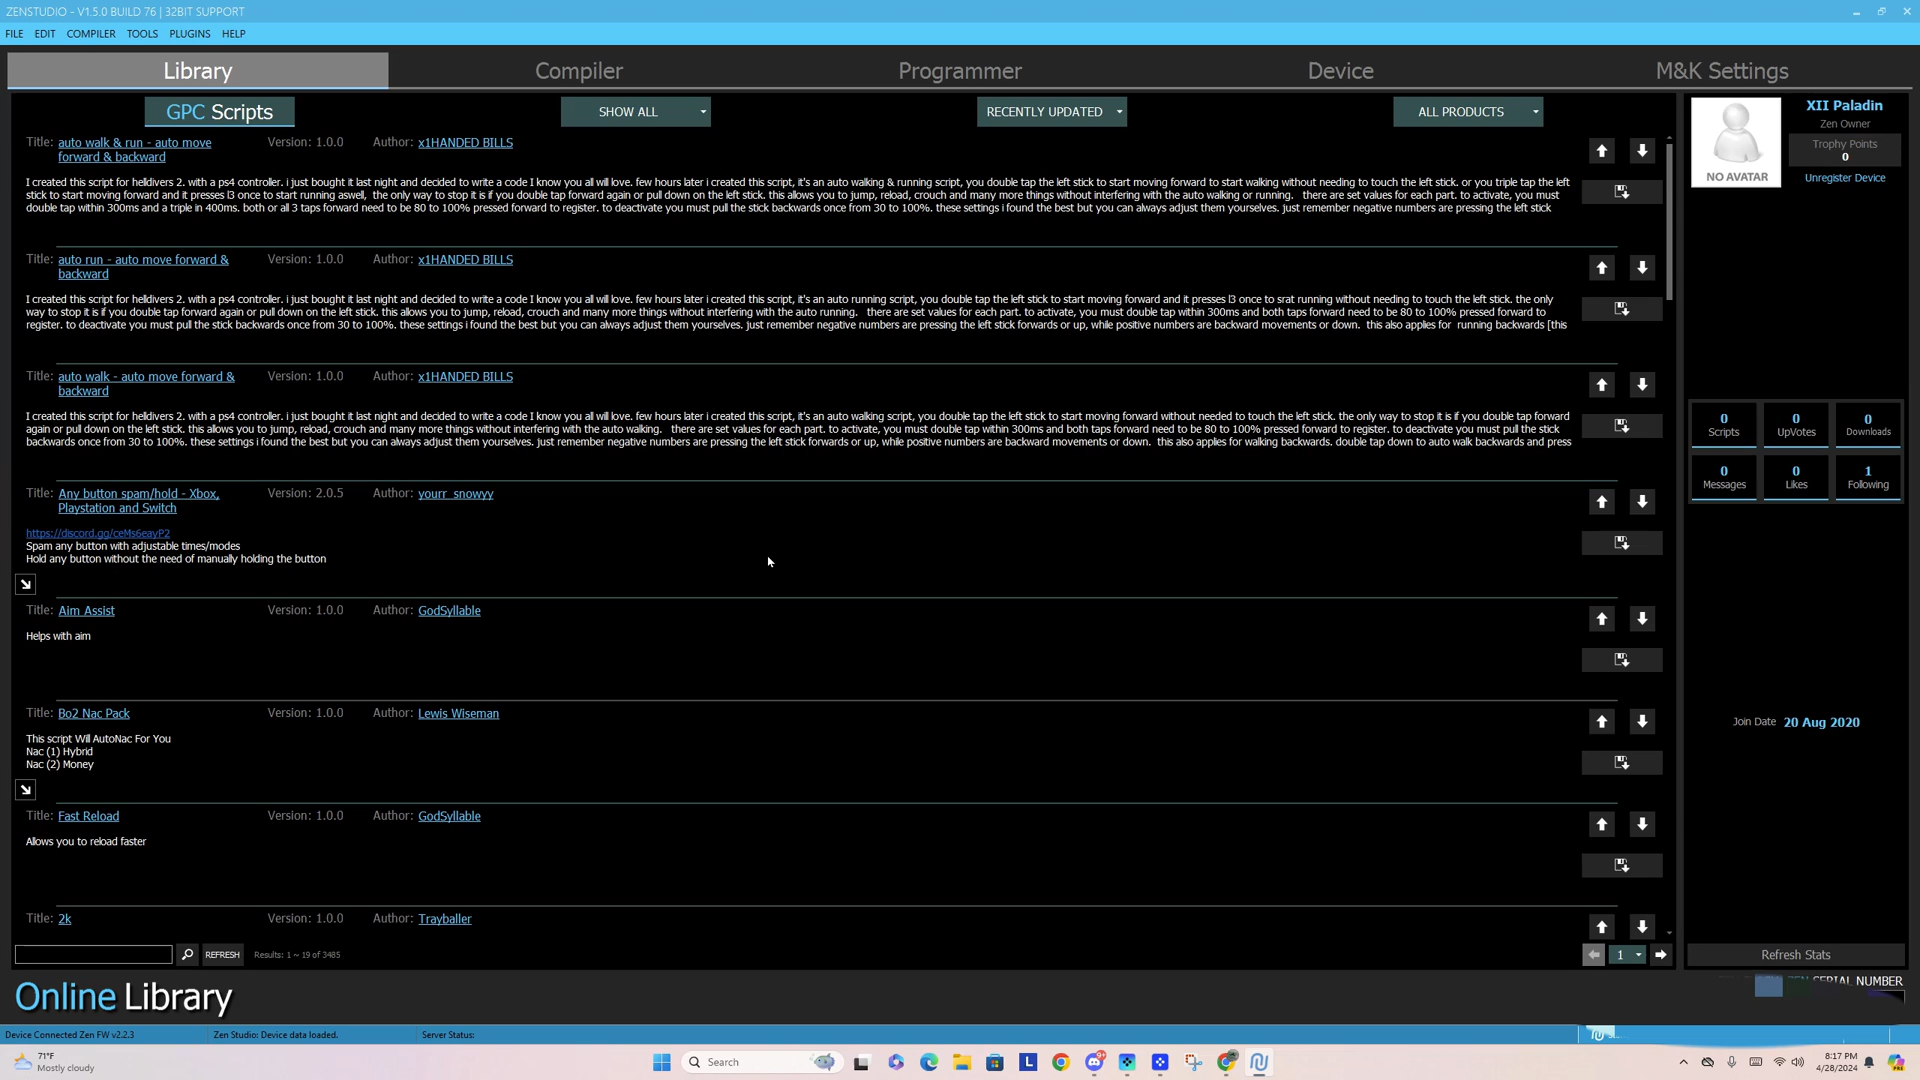 ZENSTUDIO - V1.5.0 BUILD 76 | 32BIT SUPPORT
FILE EDIT COMPILER TOOLS PLUGINS HELP
Library Compiler Programmer Device M&K Settings
GPC Scripts SHOW ALL RECENTLY UPDATED ALL PRODUCTS
Title: auto walk & run - auto move forward & backward Version: 1.0.0 Author: x1HANDED BILLS
I created this script for helldivers 2. with a ps4 controller. i just bought it last night and decided to write a code I know you all will love. few hours later i created this script, it's an auto walking & running script, you double tap the left stick to start moving forward to start walking without needing to touch the left stick. or you triple tap the left
stick to start moving forward and it presses l3 once to start running aswell, the only way to stop it is if you double tap forward again or pull down on the left stick. this allows you to jump, reload, crouch and many more things without interfering with the auto walking or running. there are set values for each part. to activate, you must
double tap within 300ms and a triple in 400ms. both or all 3 taps forward need to be 80 to 100% pressed forward to register. to deactivate you must pull the stick backwards once from 30 to 100%. these settings i found the best but you can always adjust them yourselves. just remember negative numbers are pressing the left stick
Title: auto run - auto move forward & backward Version: 1.0.0 Author: x1HANDED BILLS
I created this script for helldivers 2. with a ps4 controller. i just bought it last night and decided to write a code I know you all will love. few hours later i created this script, it's an auto running script, you double tap the left stick to start moving forward and it presses l3 once to srat running without needing to touch the left stick. the only
way to stop it is if you double tap forward again or pull down on the left stick. this allows you to jump, reload, crouch and many more things without interfering with the auto running. there are set values for each part. to activate, you must double tap within 300ms and both taps forward need to be 80 to 100% pressed forward to
register. to deactivate you must pull the stick backwards once from 30 to 100%. these settings i found the best but you can always adjust them yourselves. just remember negative numbers are pressing the left stick forwards or up, while positive numbers are backward movements or down. this also applies for running backwards [this
Title: auto walk - auto move forward & backward Version: 1.0.0 Author: x1HANDED BILLS
I created this script for helldivers 2. with a ps4 controller. i just bought it last night and decided to write a code I know you all will love. few hours later i created this script, it's an auto walking script, you double tap the left stick to start moving forward without needed to touch the left stick. the only way to stop it is if you double tap forward
again or pull down on the left stick. this allows you to jump, reload, crouch and many more things without interfering with the auto walking. there are set values for each part. to activate, you must double tap within 300ms and both taps forward need to be 80 to 100% pressed forward to register. to deactivate you must pull the stick
backwards once from 30 to 100%. these settings i found the best but you can always adjust them yourselves. just remember negative numbers are pressing the left stick forwards or up, while positive numbers are backward movements or down. this also applies for walking backwards. double tap down to auto walk backwards and press
Title: Any button spam/hold - Xbox, Playstation and Switch Version: 2.0.5 Author: yourr_snowyy
https://discord.gg/ceMs6eayP2
Spam any button with adjustable times/modes
Hold any button without the need of manually holding the button
Title: Aim Assist Version: 1.0.0 Author: GodSyllable
Helps with aim
Title: Bo2 Nac Pack Version: 1.0.0 Author: Lewis Wiseman
This script Will AutoNac For You
Nac (1) Hybrid
Nac (2) Money
Title: Fast Reload Version: 1.0.0 Author: GodSyllable
Allows you to reload faster
Title: 2k Version: 1.0.0 Author: Trayballer
REFRESH Results: 1 ~ 19 of 3485 1
NO AVATAR
XII Paladin
Zen Owner
Trophy Points
0
Unregister Device
0 Scripts 0 UpVotes 0 Downloads
0 Messages 0 Likes 1 Following
Join Date 20 Aug 2020
Refresh Stats
Online Library
SERIAL NUMBER
Device Connected Zen FW v2.2.3 Zen Studio: Device data loaded. Server Status:
71°F
Mostly cloudy
Search
L
8:17 PM
4/28/2024
PRE